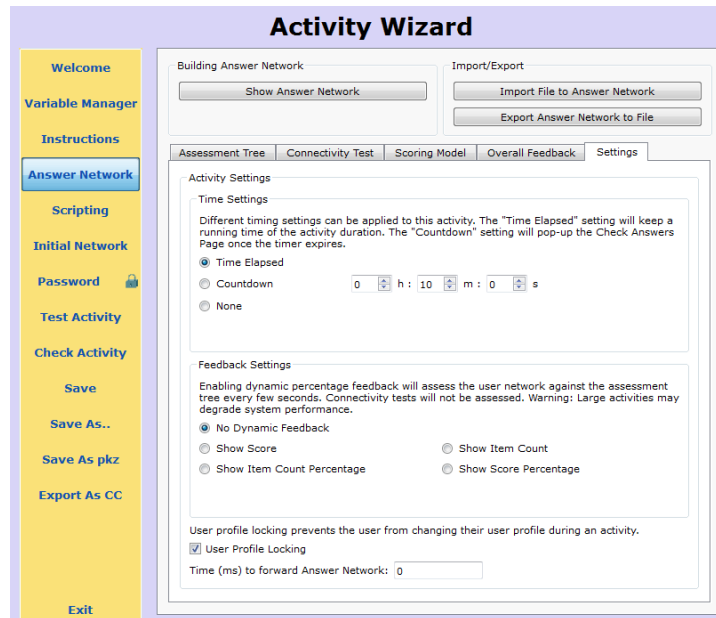 Activity Wizard
Welcome
Variable Manager
Instructions
Answer Network
Scripting
Initial Network
Password
Test Activity
Check Activity
Save
Save As..
Save As pkz
Export As CC
Exit
Building Answer Network
Show Answer Network
Import/Export
Import File to Answer Network
Export Answer Network to File
Assessment Tree Connectivity Test Scoring Model Overall Feedback Settings
Activity Settings
Time Settings
Different timing settings can be applied to this activity. The "Time Elapsed" setting will keep a
running time of the activity duration. The "Countdown" setting will pop-up the Check Answers
Page once the timer expires.
Time Elapsed
Countdown 0 h : 10 m : 0 s
None
Feedback Settings
Enabling dynamic percentage feedback will assess the user network against the assessment
tree every few seconds. Connectivity tests will not be assessed. Warning: Large activities may
degrade system performance.
No Dynamic Feedback
Show Score Show Item Count
Show Item Count Percentage Show Score Percentage
User profile locking prevents the user from changing their user profile during an activity.
User Profile Locking
Time (ms) to forward Answer Network: 0